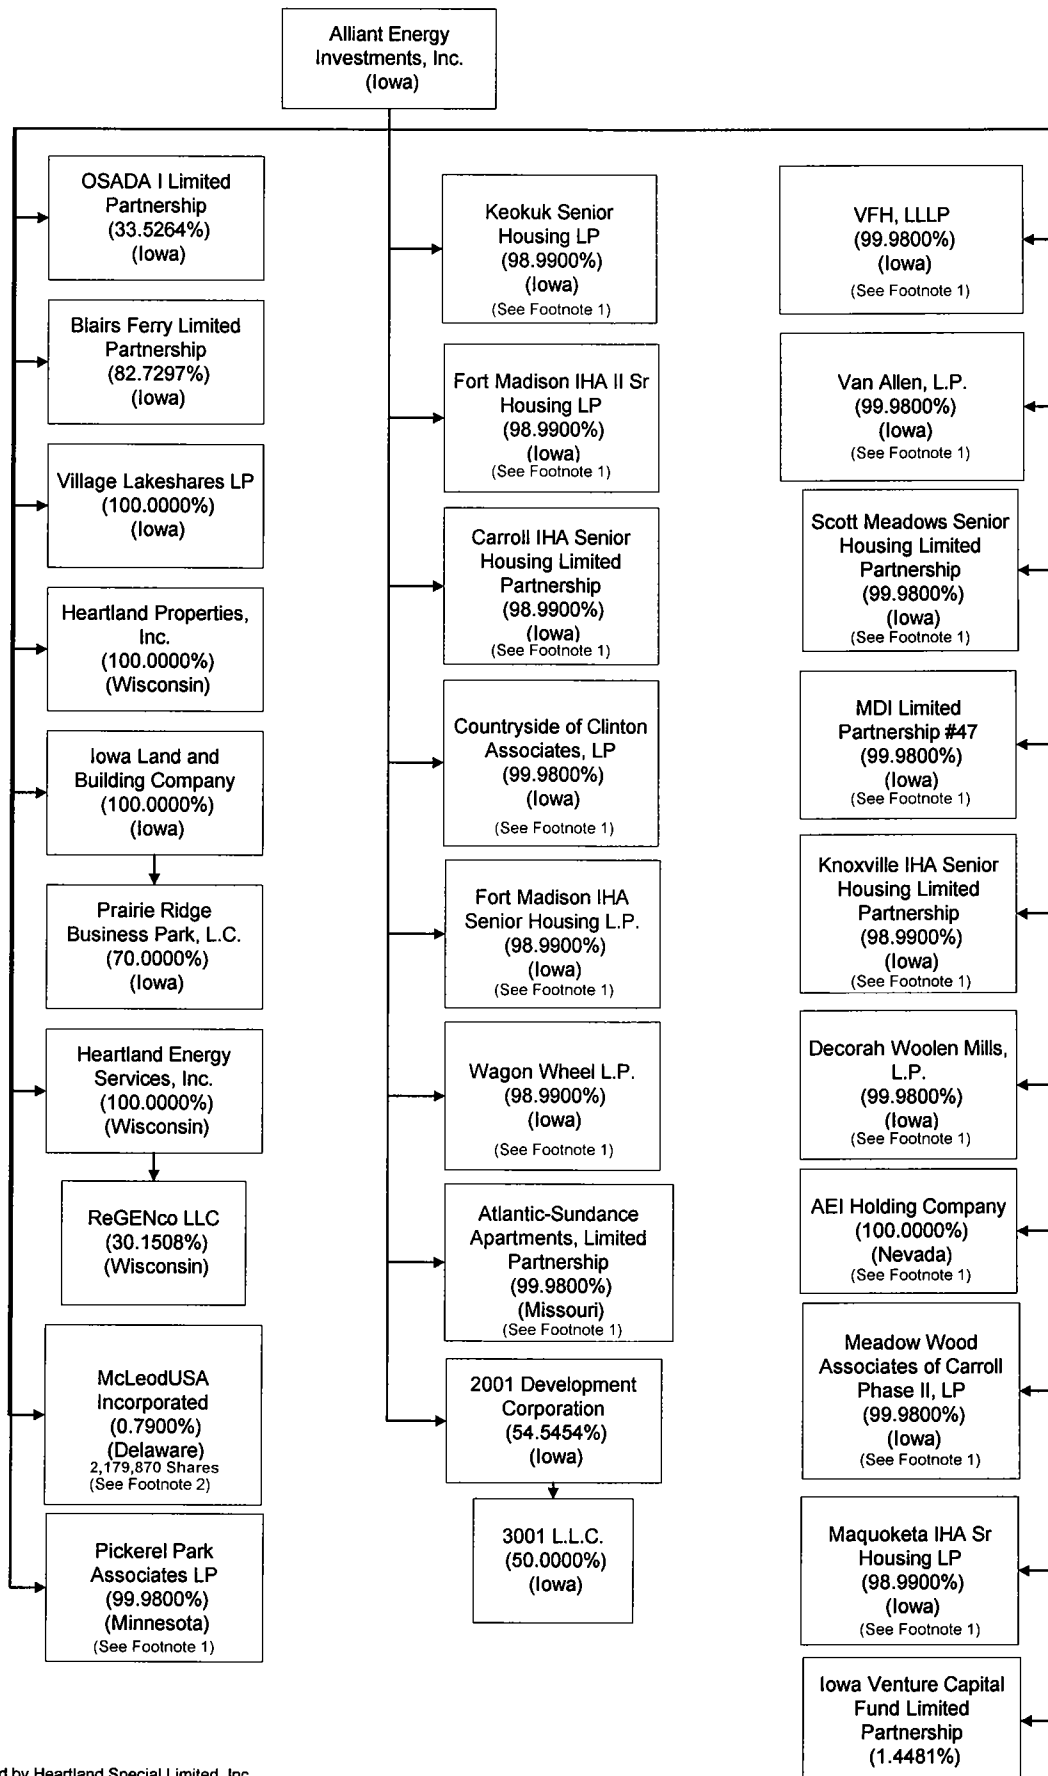 Alliant Energy
Investments, Inc.
(Iowa)
OSADA I Limited
Partnership
(33.5264%)
(Iowa)
Blairs Ferry Limited
Partnership
(82.7297%)
(Iowa)
Village Lakeshares LP
(100.0000%)
(Iowa)
Heartland Properties,
Inc.
(100.0000%)
(Wisconsin)
Iowa Land and
Building Company
(100.0000%)
(Iowa)
Prairie Ridge
Business Park, L.C.
(70.0000%)
(Iowa)
Heartland Energy
Services, Inc.
(100.0000%)
(Wisconsin)
ReGENco LLC
(30.1508%)
(Wisconsin)
McLeodUSA
Incorporated
(0.7900%)
(Delaware)
2,179,870 Shares
(See Footnote 2)
Pickerel Park
Associates LP
(99.9800%)
(Minnesota)
(See Footnote 1)
Keokuk Senior
Housing LP
(98.9900%)
(Iowa)
(See Footnote 1)
Fort Madison IHA II Sr
Housing LP
(98.9900%)
(Iowa)
(See Footnote 1)
Carroll IHA Senior
Housing Limited
Partnership
(98.9900%)
(Iowa)
(See Footnote 1)
Countryside of Clinton
Associates, LP
(99.9800%)
(Iowa)
(See Footnote 1)
Fort Madison IHA
Senior Housing L.P.
(98.9900%)
(Iowa)
(See Footnote 1)
Wagon Wheel L.P.
(98.9900%)
(Iowa)
(See Footnote 1)
Atlantic-Sundance
Apartments, Limited
Partnership
(99.9800%)
(Missouri)
(See Footnote 1)
2001 Development
Corporation
(54.5454%)
(Iowa)
3001 L.L.C.
(50.0000%)
(Iowa)
VFH, LLLP
(99.9800%)
(Iowa)
(See Footnote 1)
Van Allen, L.P.
(99.9800%)
(Iowa)
(See Footnote 1)
Scott Meadows Senior
Housing Limited
Partnership
(99.9800%)
(Iowa)
(See Footnote 1)
MDI Limited
Partnership #47
(99.9800%)
(Iowa)
(See Footnote 1)
Knoxville IHA Senior
Housing Limited
Partnership
(98.9900%)
(Iowa)
(See Footnote 1)
Decorah Woolen Mills,
L.P.
(99.9800%)
(Iowa)
(See Footnote 1)
AEI Holding Company
(100.0000%)
(Nevada)
(See Footnote 1)
Meadow Wood
Associates of Carroll
Phase II, LP
(99.9800%)
(Iowa)
(See Footnote 1)
Maquoketa IHA Sr
Housing LP
(98.9900%)
(Iowa)
(See Footnote 1)
Iowa Venture Capital
Fund Limited
Partnership
(1.4481%)
by Heartland Special Limited, Inc.